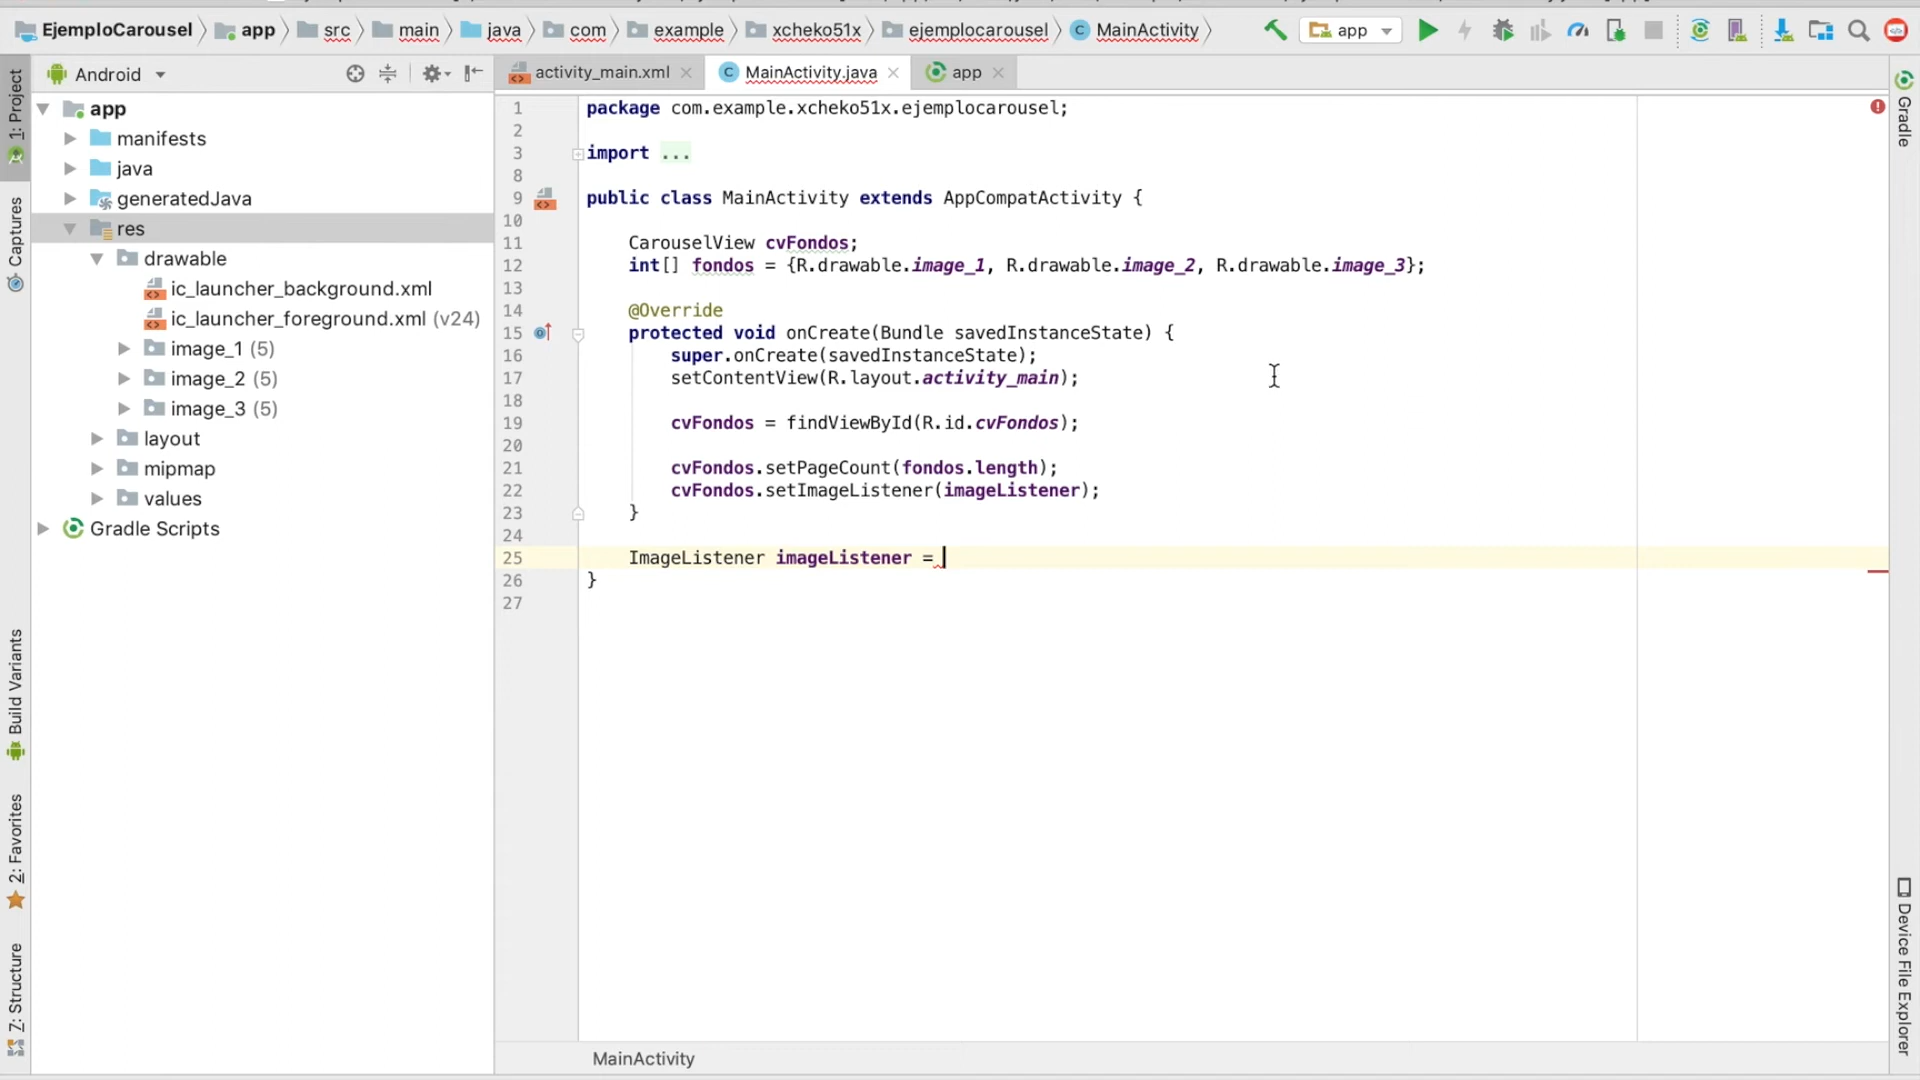 EjemploCarousel app src main java com example xcheko51x ejemplocarousel MainActivity app
Android
activity_main.xml MainActivity.java app
1: Project
Captures
Build Variants
2: Favorites
Z: Structure
app
manifests
java
generatedJava
res
drawable
ic_launcher_background.xml
ic_launcher_foreground.xml (v24)
image_1 (5)
image_2 (5)
image_3 (5)
layout
mipmap
values
Gradle Scripts
1 package com.example.xcheko51x.ejemplocarousel;
2
3 import ...
8
9 public class MainActivity extends AppCompatActivity {
10
11 CarouselView cvFondos;
12 int[] fondos = {R.drawable.image_1, R.drawable.image_2, R.drawable.image_3};
13
14 @Override
15 protected void onCreate(Bundle savedInstanceState) {
16 super.onCreate(savedInstanceState);
17 setContentView(R.layout.activity_main);
18
19 cvFondos = findViewById(R.id.cvFondos);
20
21 cvFondos.setPageCount(fondos.length);
22 cvFondos.setImageListener(imageListener);
23 }
24
25 ImageListener imageListener =
26 }
27
MainActivity
Gradle
Device File Explorer